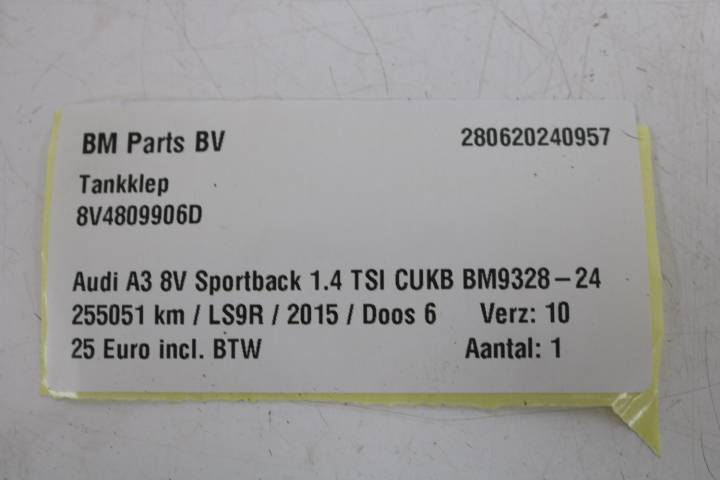 BM Parts BV 280620240957
Tankklep
8V4809906D
Audi A3 8V Sportback 1.4 TSI CUKB BM9328-24
255051 km / LS9R / 2015 / Doos 6 Verz: 10
25 Euro incl. BTW Aantal: 1